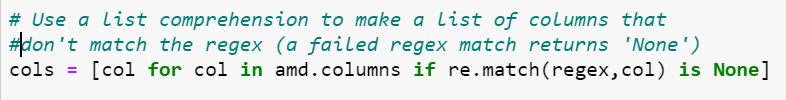 # Use a list comprehension to make a list of columns that
#don't match the regex (a failed regex match returns 'None')
cols = [col for col in amd.columns if re.match(regex,col) is None]